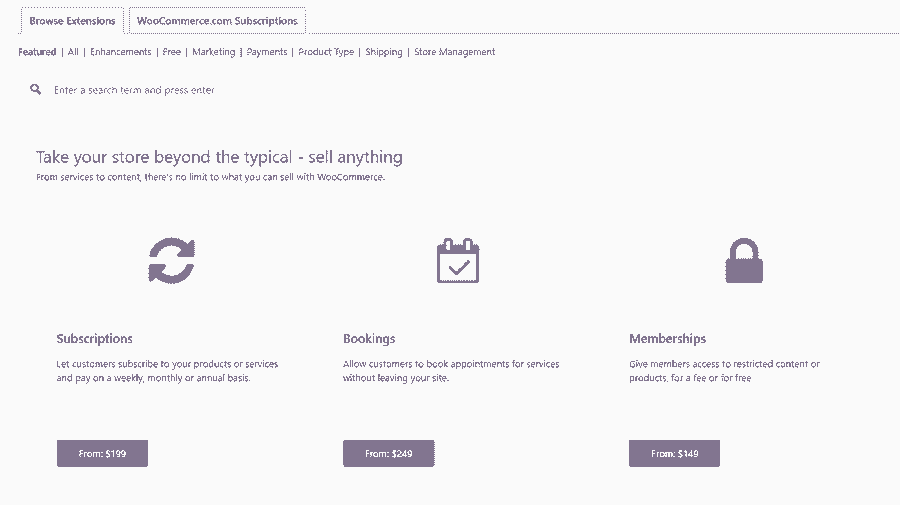 Browse Extensions WooCommerce.com Subscriptions
Featured | All | Enhancements | Free | Marketing | Payments | Product Type | Shipping | Store Management
Enter a search term and press enter
Take your store beyond the typical - sell anything
From services to content, there's no limit to what you can sell with WooCommerce.
Subscriptions
Let customers subscribe to your products or services
and pay on a weekly, monthly or annual basis.
From: $199
Bookings
Allow customers to book appointments for services
without leaving your site.
From: $249
Memberships
Give members access to restricted content or
products, for a fee or for free
From: $149